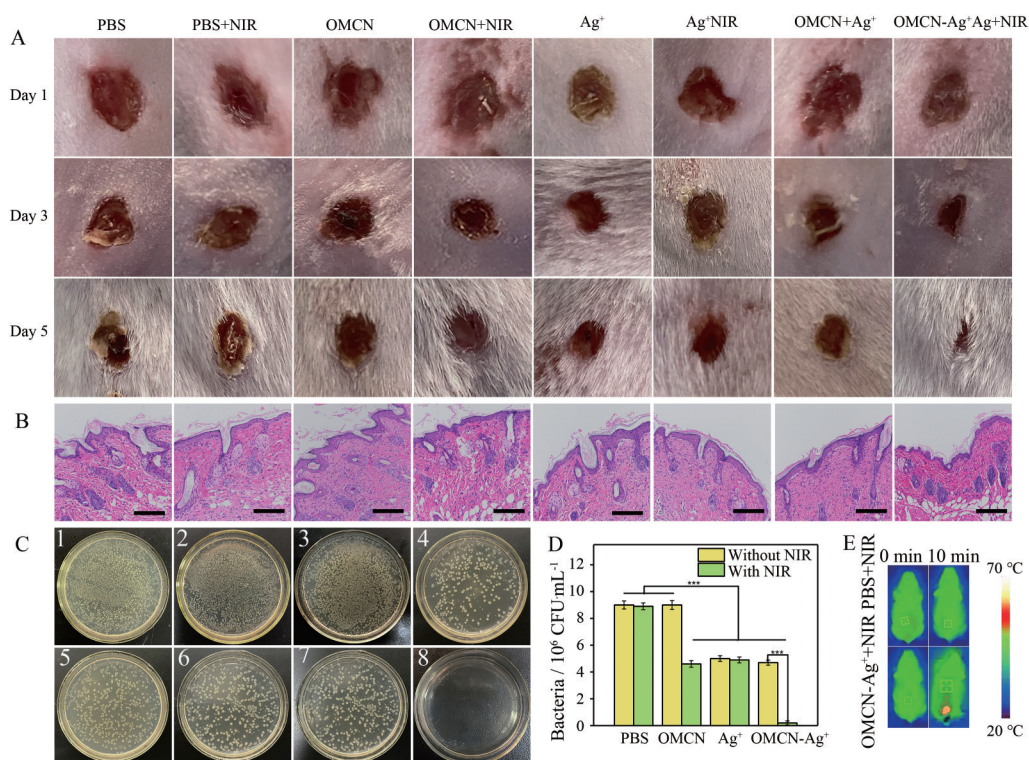 A
PBS PBS+NIR OMCN OMCN+NIR Ag⁺ Ag⁺NIR OMCN+Ag⁺ OMCN-Ag⁺Ag+NIR
Day 1
Day 3
Day 5
B
C
1 2 3 4
5 6 7 8
D
Bacteria / 10⁶ CFU·mL⁻¹
14
12
10
8
6
4
2
0
Without NIR
With NIR
***
***
PBS OMCN Ag⁺ OMCN-Ag⁺
E
0 min 10 min
OMCN-Ag⁺+NIR PBS+NIR
70 ℃
20 ℃